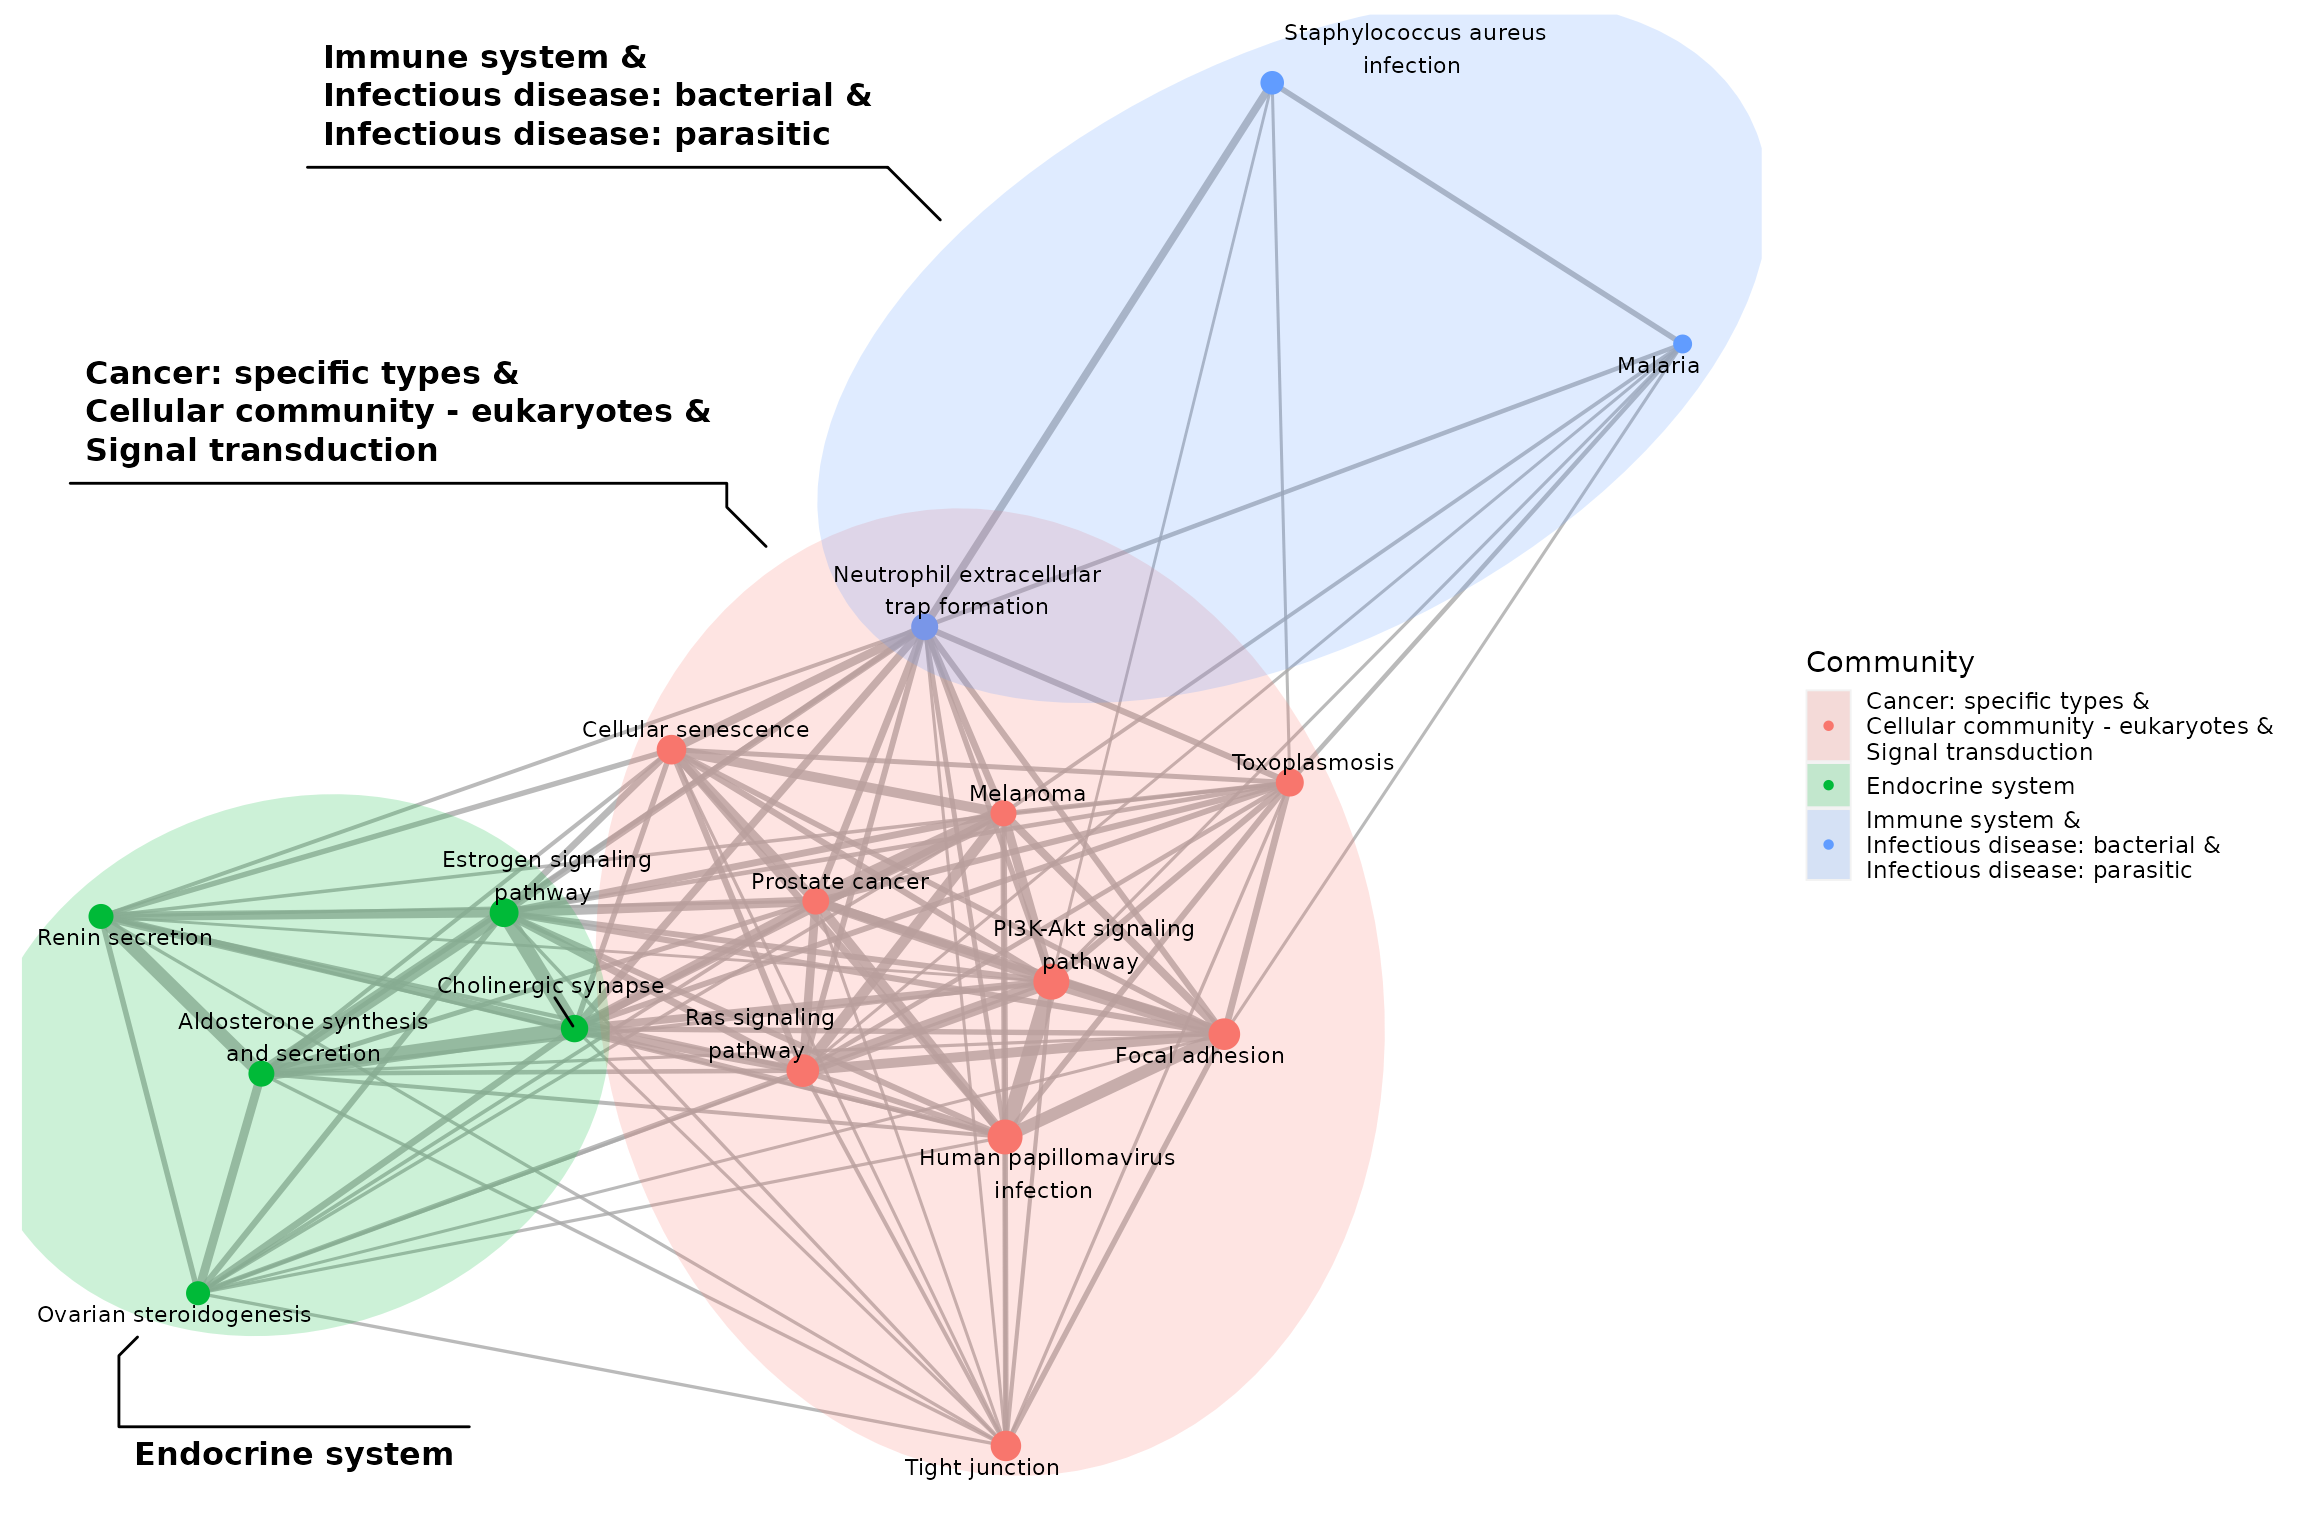 Staphylococcus aureus
infection
Immune system &
Infectious disease: bacterial &
Infectious disease: parasitic
Malaria
Cancer: specific types &
Cellular community - eukaryotes &
Signal transduction
Neutrophil extracellular
trap formation
Cellular senescence
Toxoplasmosis
Melanoma
Estrogen signaling
pathway
Prostate cancer
PI3K-Akt signaling
pathway
Renin secretion
Cholinergic synapse
Aldosterone synthesis
and secretion
Ras signaling
pathway
Focal adhesion
Human papillomavirus
infection
Ovarian steroidogenesis
Endocrine system
Tight junction
Community
Cancer: specific types &
Cellular community - eukaryotes &
Signal transduction
Endocrine system
Immune system &
Infectious disease: bacterial &
Infectious disease: parasitic